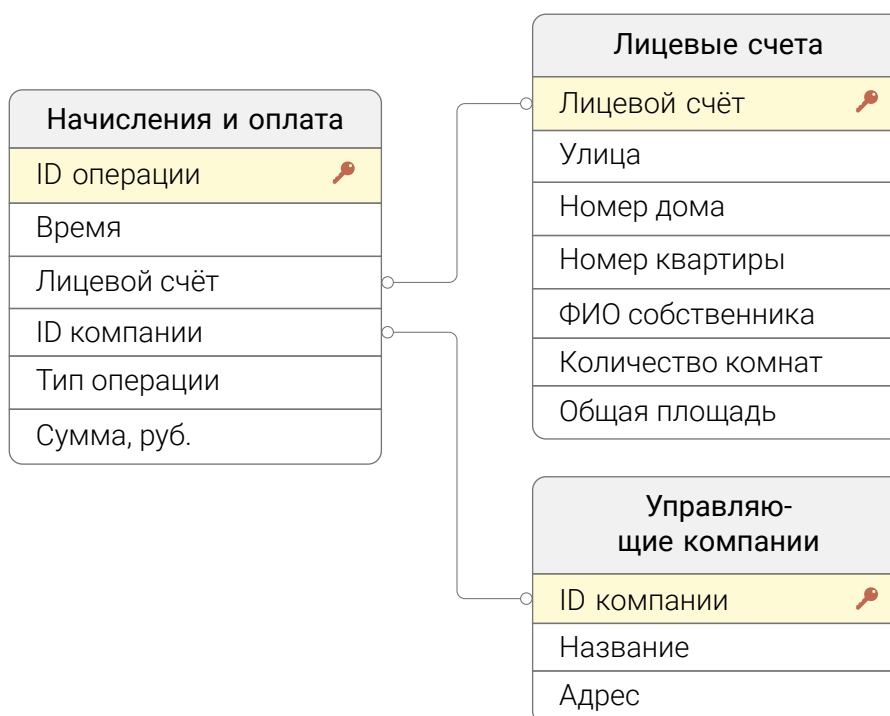 Начисления и оплата
ID операции
Время
Лицевой счёт
ID компании
Тип операции
Сумма, руб.
Лицевые счета
Лицевой счёт
Улица
Номер дома
Номер квартиры
ФИО собственника
Количество комнат
Общая площадь
Управляю-
щие компании
ID компании
Название
Адрес